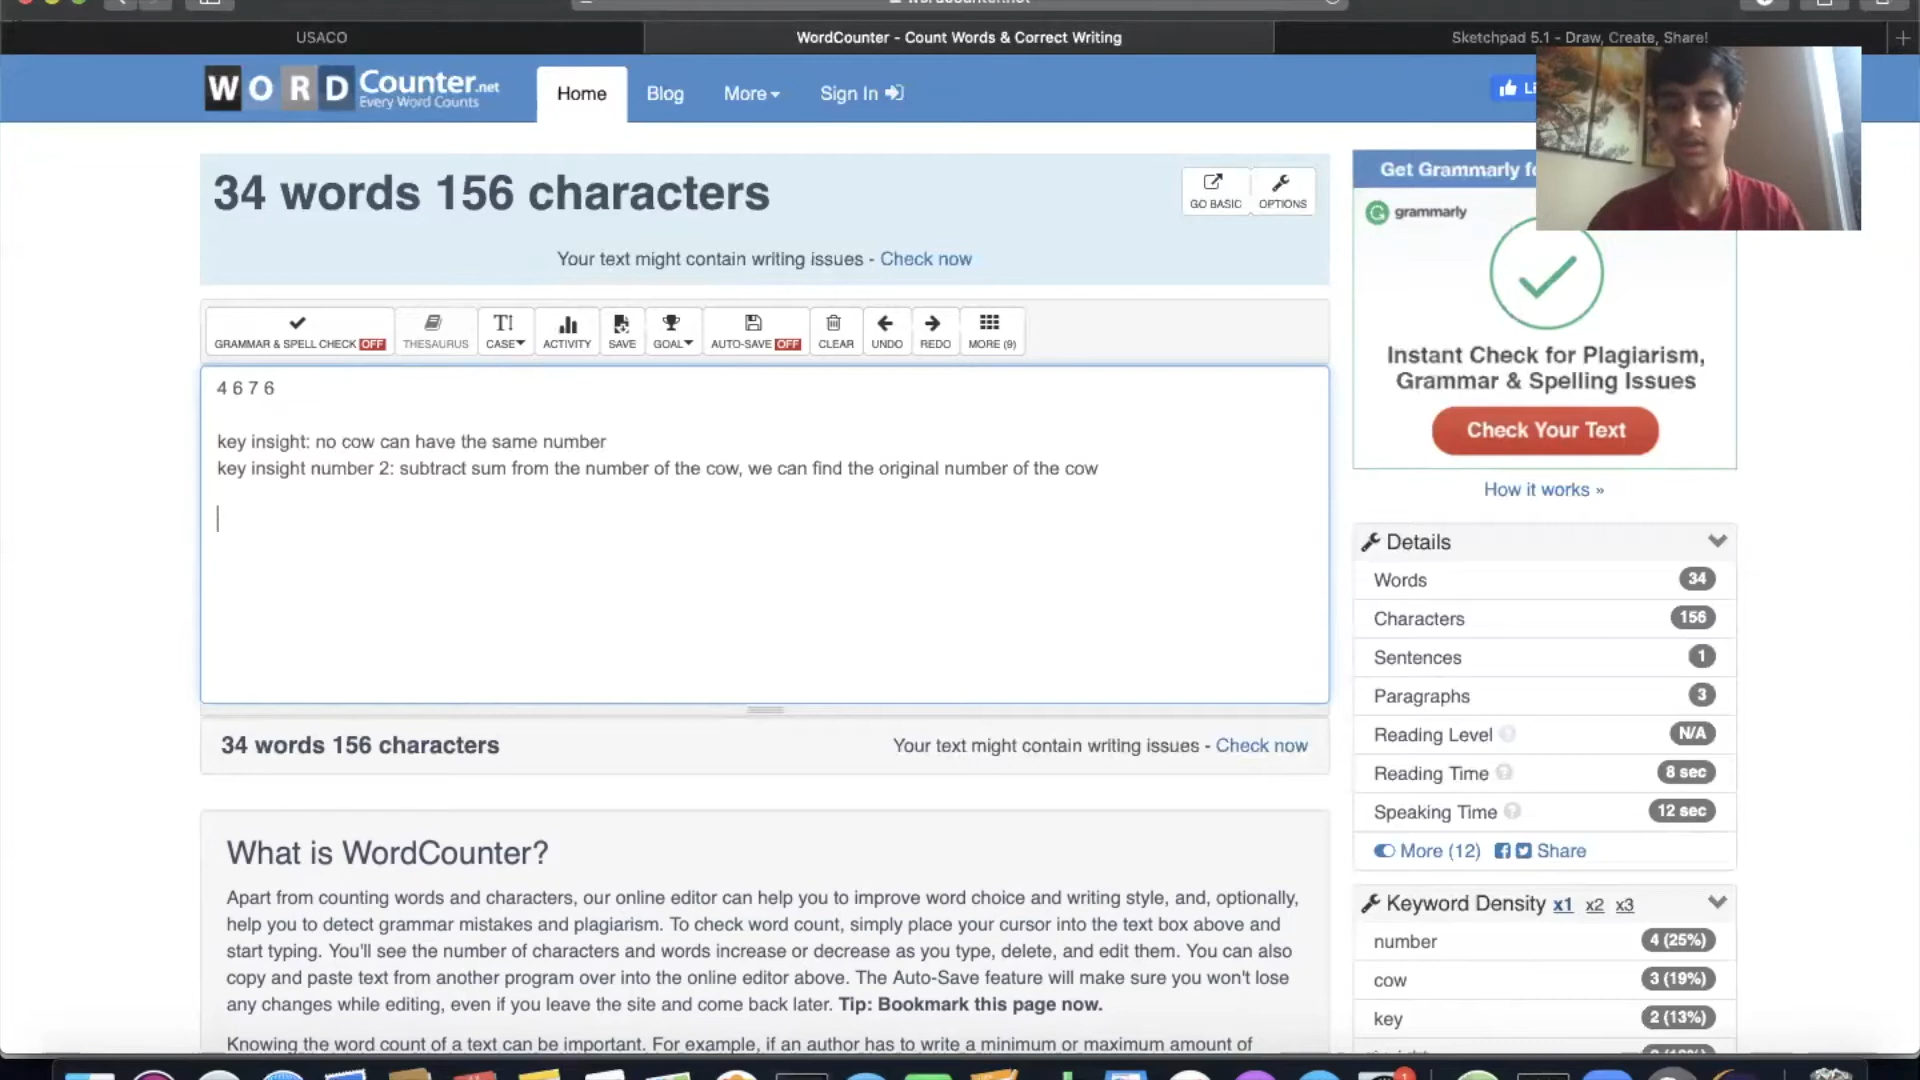 USACO
WordCounter - Count Words & Correct Writing
Sketchpad 5.1 - Draw, Create, Share!
WORD Counter.net
Every Word Counts
Home
Blog
More
Sign In
34 words 156 characters
GO BASIC
OPTIONS
Your text might contain writing issues - Check now
GRAMMAR & SPELL CHECK OFF
THESAURUS
CASE
ACTIVITY
SAVE
GOAL
AUTO-SAVE OFF
CLEAR
UNDO
REDO
MORE (9)
4 6 7 6
key insight: no cow can have the same number
key insight number 2: subtract sum from the number of the cow, we can find the original number of the cow
34 words 156 characters
Your text might contain writing issues - Check now
What is WordCounter?
Apart from counting words and characters, our online editor can help you to improve word choice and writing style, and, optionally,
help you to detect grammar mistakes and plagiarism. To check word count, simply place your cursor into the text box above and
start typing. You'll see the number of characters and words increase or decrease as you type, delete, and edit them. You can also
copy and paste text from another program over into the online editor above. The Auto-Save feature will make sure you won't lose
any changes while editing, even if you leave the site and come back later. Tip: Bookmark this page now.
Knowing the word count of a text can be important. For example, if an author has to write a minimum or maximum amount of
Get Grammarly
grammarly
Instant Check for Plagiarism,
Grammar & Spelling Issues
Check Your Text
How it works »
Details
Words 34
Characters 156
Sentences 1
Paragraphs 3
Reading Level N/A
Reading Time 8 sec
Speaking Time 12 sec
More (12) Share
Keyword Density x1 x2 x3
number 4 (25%)
cow 3 (19%)
key 2 (13%)